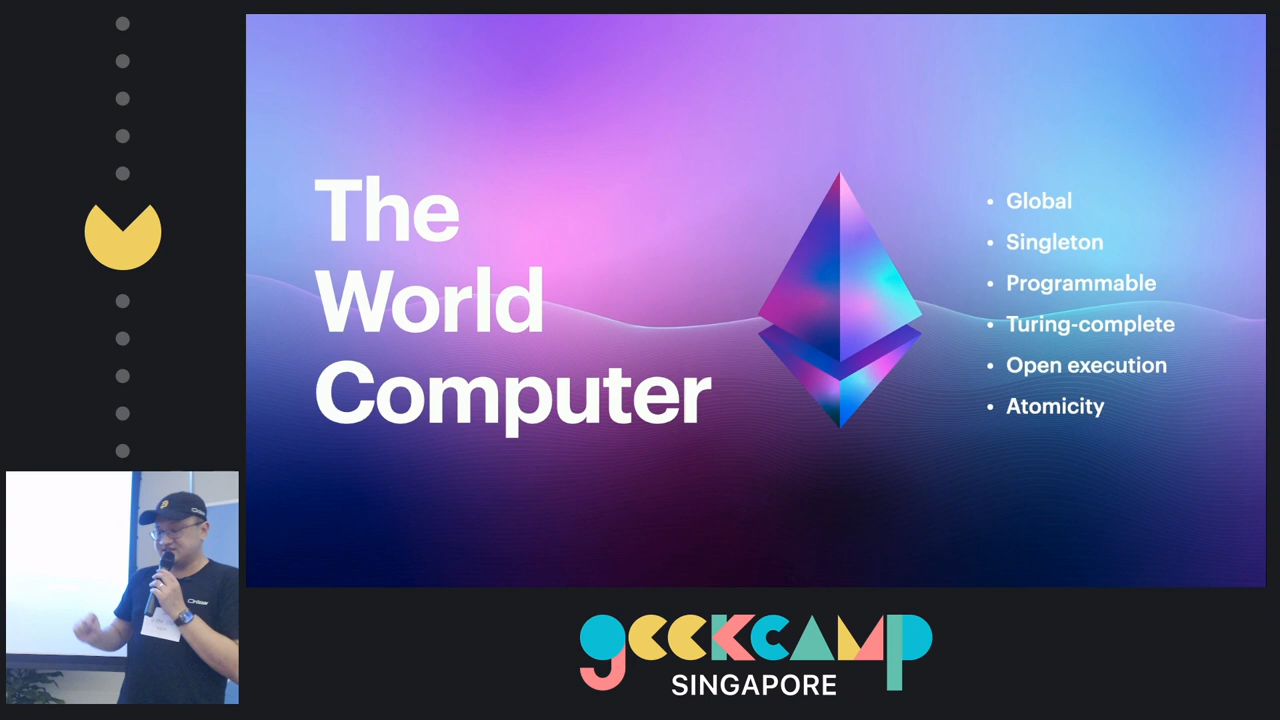 The
World
Computer
• Global
• Singleton
• Programmable
• Turing-complete
• Open execution
• Atomicity
geekcamp
SINGAPORE